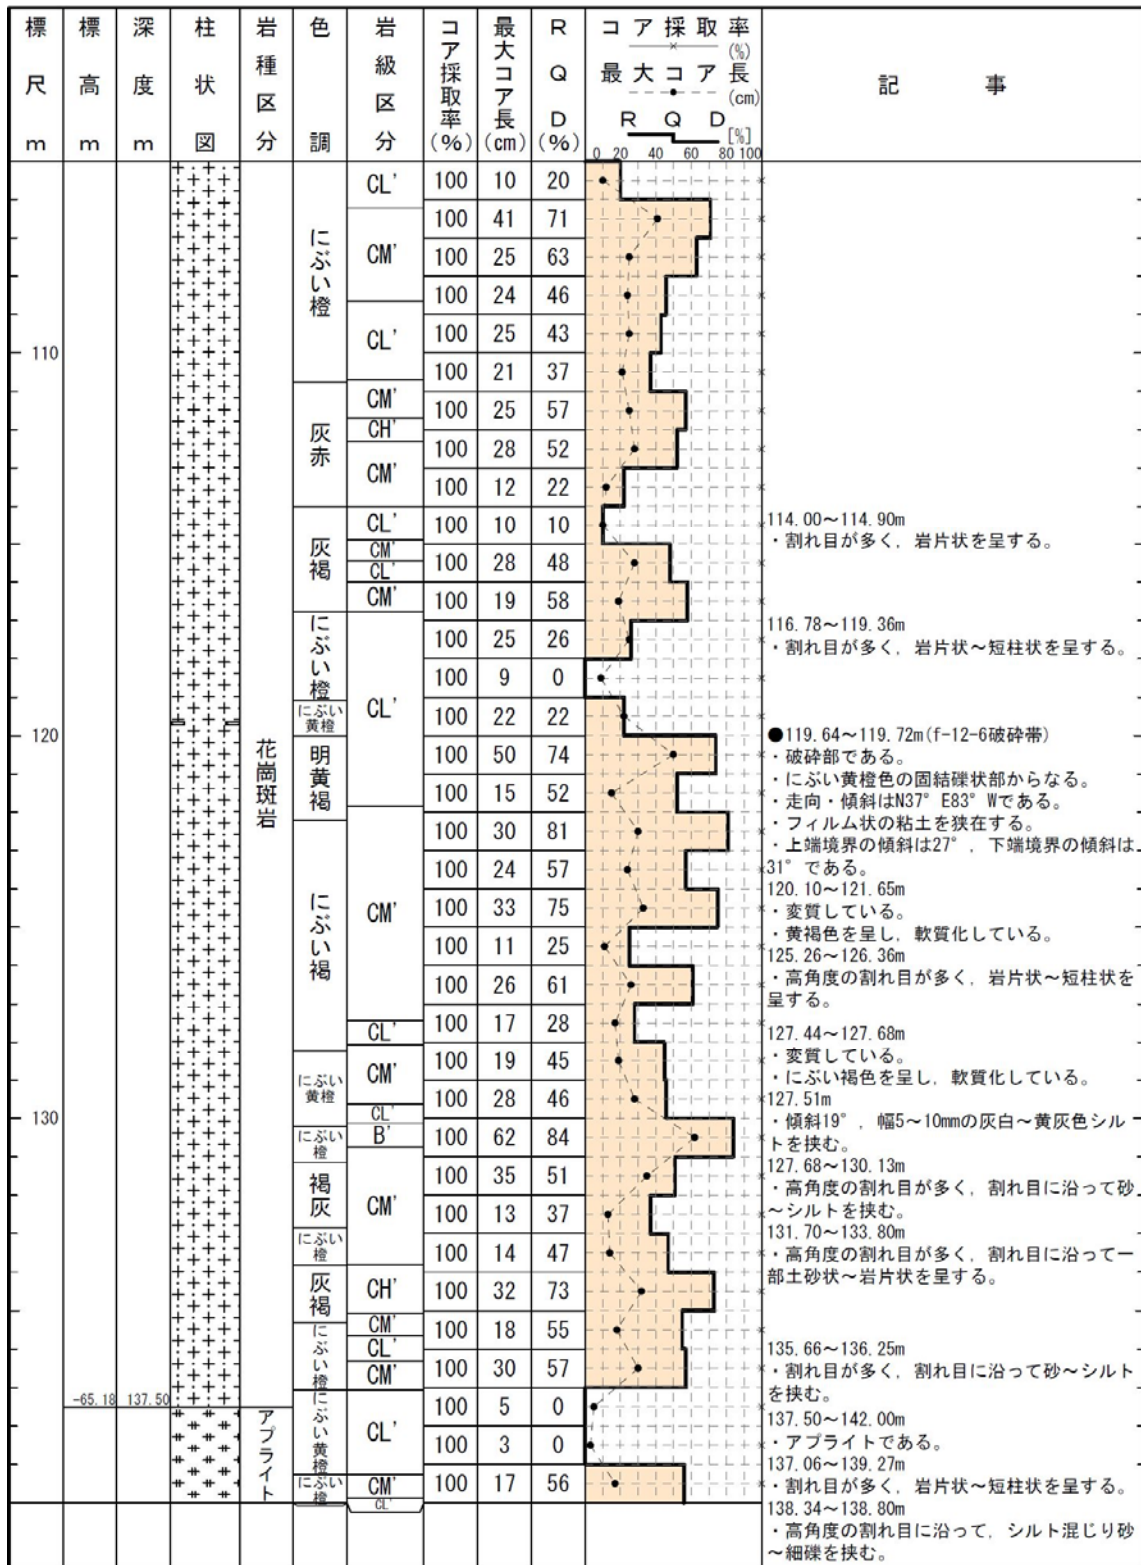 標尺m
標高m
深度m
柱状図
岩種区分
色調
岩級区分
コア採取率(%)
最大コア長(cm)
RQD(%)
コア採取率
(%)
最大コア長
(cm)
RQD
[%]
0 20 40 60 80 100
記事
CL' 100 10 20
100 41 71
にぶい橙
CM' 100 25 63
100 24 46
CL' 100 25 43
110
100 21 37
CM' 100 25 57
CH'
灰赤
100 28 52
CM'
100 12 22
CL' 100 10 10
灰褐
CM'
CL' 100 28 48
CM' 100 19 58
にぶい橙
100 25 26
100 9 0
CL'
にぶい黄橙
100 22 22
120
花崗斑岩
明黄褐
100 50 74
100 15 52
100 30 81
100 24 57
にぶい褐
CM' 100 33 75
100 11 25
100 26 61
100 17 28
CL'
にぶい黄橙
CM' 100 19 45
100 28 46
CL'
130
にぶい橙
B' 100 62 84
褐灰
100 35 51
CM' 100 13 37
にぶい橙
100 14 47
灰褐
CH' 100 32 73
CM' 100 18 55
にぶい橙
CL'
CM' 100 30 57
-65.18 137.50
にぶい黄橙
100 5 0
アプライト
CL' 100 3 0
にぶい橙
CM' 100 17 56
CL'
114.00～114.90m
・割れ目が多く，岩片状を呈する。
116.78～119.36m
・割れ目が多く，岩片状～短柱状を呈する。
●119.64～119.72m(f-12-6破砕帯)
・破砕部である。
・にぶい黄橙色の固結礫状部からなる。
・走向・傾斜はN37°E83°Wである。
・フィルム状の粘土を狭在する。
・上端境界の傾斜は27°，下端境界の傾斜は
31°である。
120.10～121.65m
・変質している。
・黄褐色を呈し，軟質化している。
125.26～126.36m
・高角度の割れ目が多く，岩片状～短柱状を
呈する。
127.44～127.68m
・変質している。
・にぶい褐色を呈し，軟質化している。
127.51m
・傾斜19°，幅5～10mmの灰白～黄灰色シル
トを挟む。
127.68～130.13m
・高角度の割れ目が多く，割れ目に沿って砂
～シルトを挟む。
131.70～133.80m
・高角度の割れ目が多く，割れ目に沿って一
部土砂状～岩片状を呈する。
135.66～136.25m
・割れ目が多く，割れ目に沿って砂～シルト
を挟む。
137.50～142.00m
・アプライトである。
137.06～139.27m
・割れ目が多く，岩片状～短柱状を呈する。
138.34～138.80m
・高角度の割れ目に沿って，シルト混じり砂
～細礫を挟む。